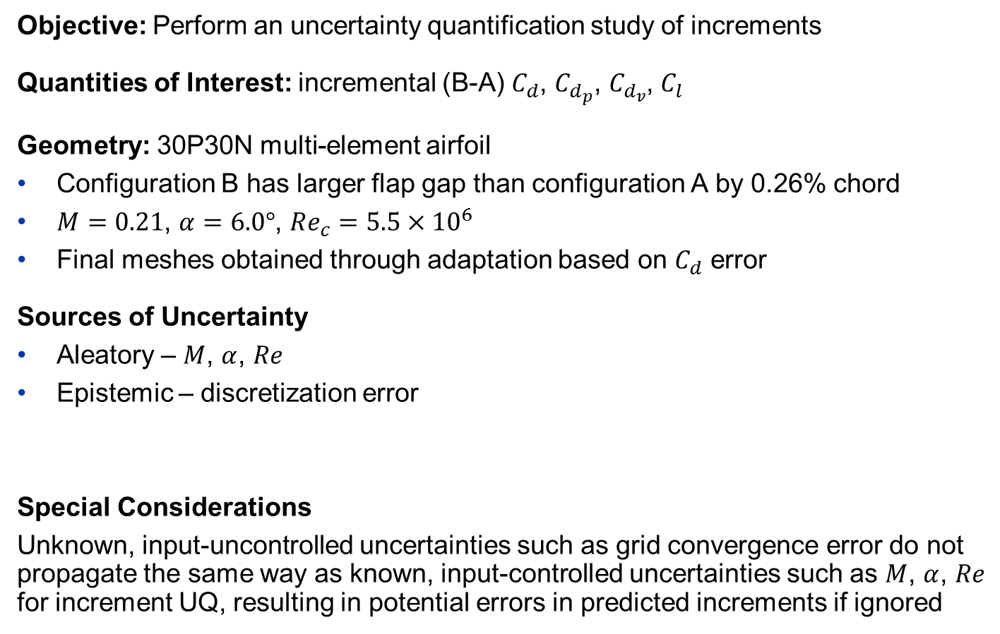 Objective: Perform an uncertainty quantification study of increments
Quantities of Interest: incremental (B-A) $C_d$, $C_{d_p}$, $C_{d_v}$, $C_l$
Geometry: 30P30N multi-element airfoil
• Configuration B has larger flap gap than configuration A by 0.26% chord
• $M = 0.21$, $\alpha = 6.0°$, $Re_c = 5.5 \times 10^6$
• Final meshes obtained through adaptation based on $C_d$ error
Sources of Uncertainty
• Aleatory – $M$, $\alpha$, $Re$
• Epistemic – discretization error
Special Considerations
Unknown, input-uncontrolled uncertainties such as grid convergence error do not
propagate the same way as known, input-controlled uncertainties such as $M$, $\alpha$, $Re$
for increment UQ, resulting in potential errors in predicted increments if ignored